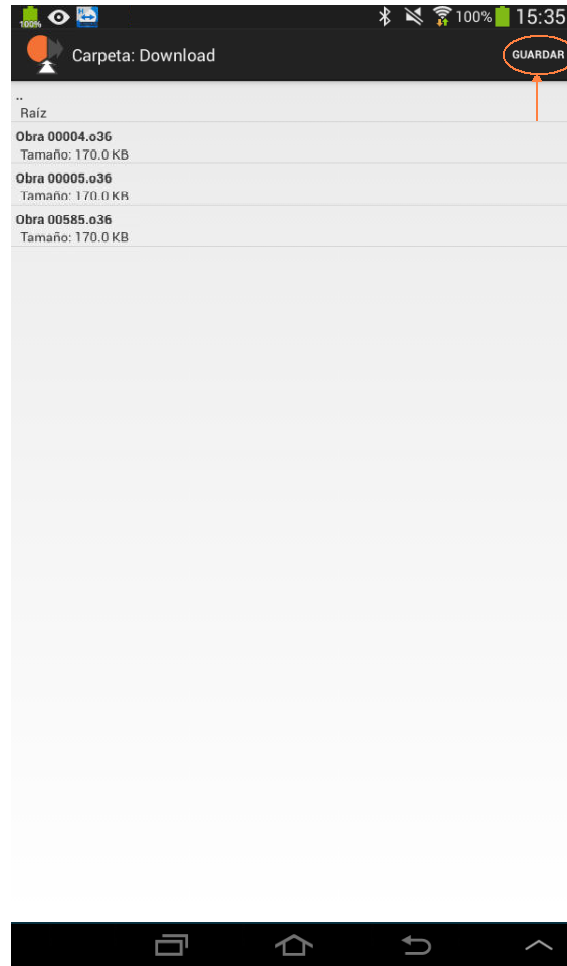 100% 100% 15:35
Carpeta: Download GUARDAR
..
Raíz
Obra 00004.o36
Tamaño: 170.0 KB
Obra 00005.o36
Tamaño: 170.0 KB
Obra 00585.o36
Tamaño: 170.0 KB